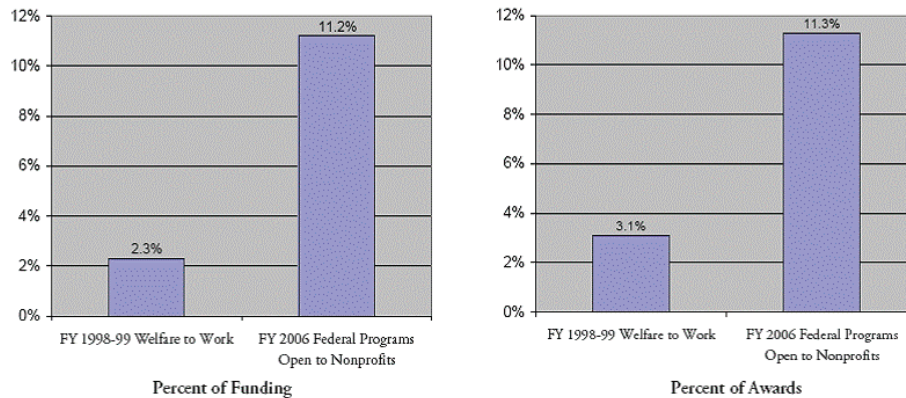 12%
10%
8%
6%
4%
2%
0%
2.3%
11.2%
FY 1998-99 Welfare to Work
FY 2006 Federal Programs
Open to Nonprofits
Percent of Funding
12%
10%
8%
6%
4%
2%
0%
3.1%
11.3%
FY 1998-99 Welfare to Work
FY 2006 Federal Programs
Open to Nonprofits
Percent of Awards